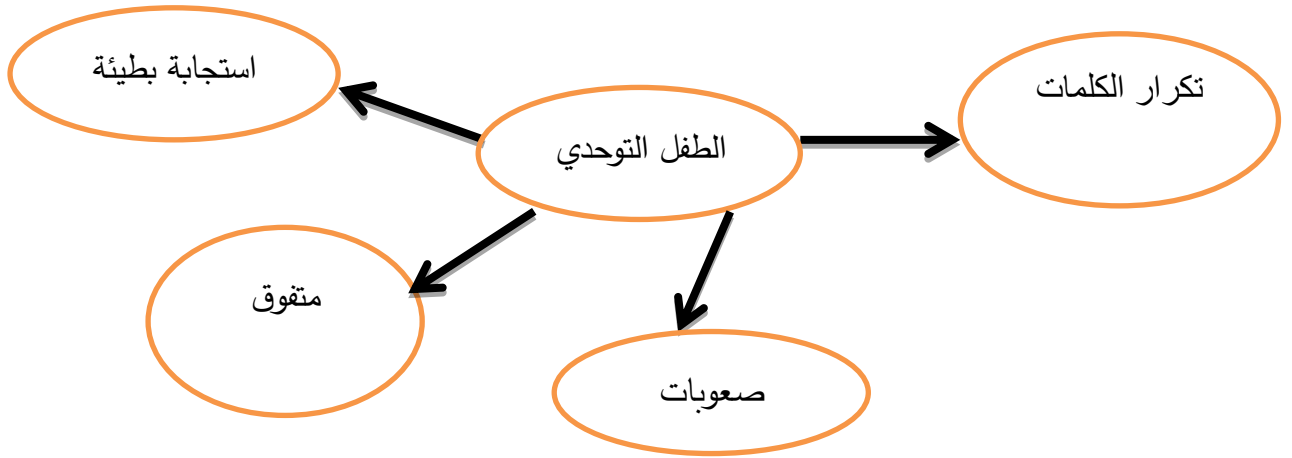 تكرار الكلمات
استجابة بطيئة
الطفل التوحدي
متفوق
صعوبات